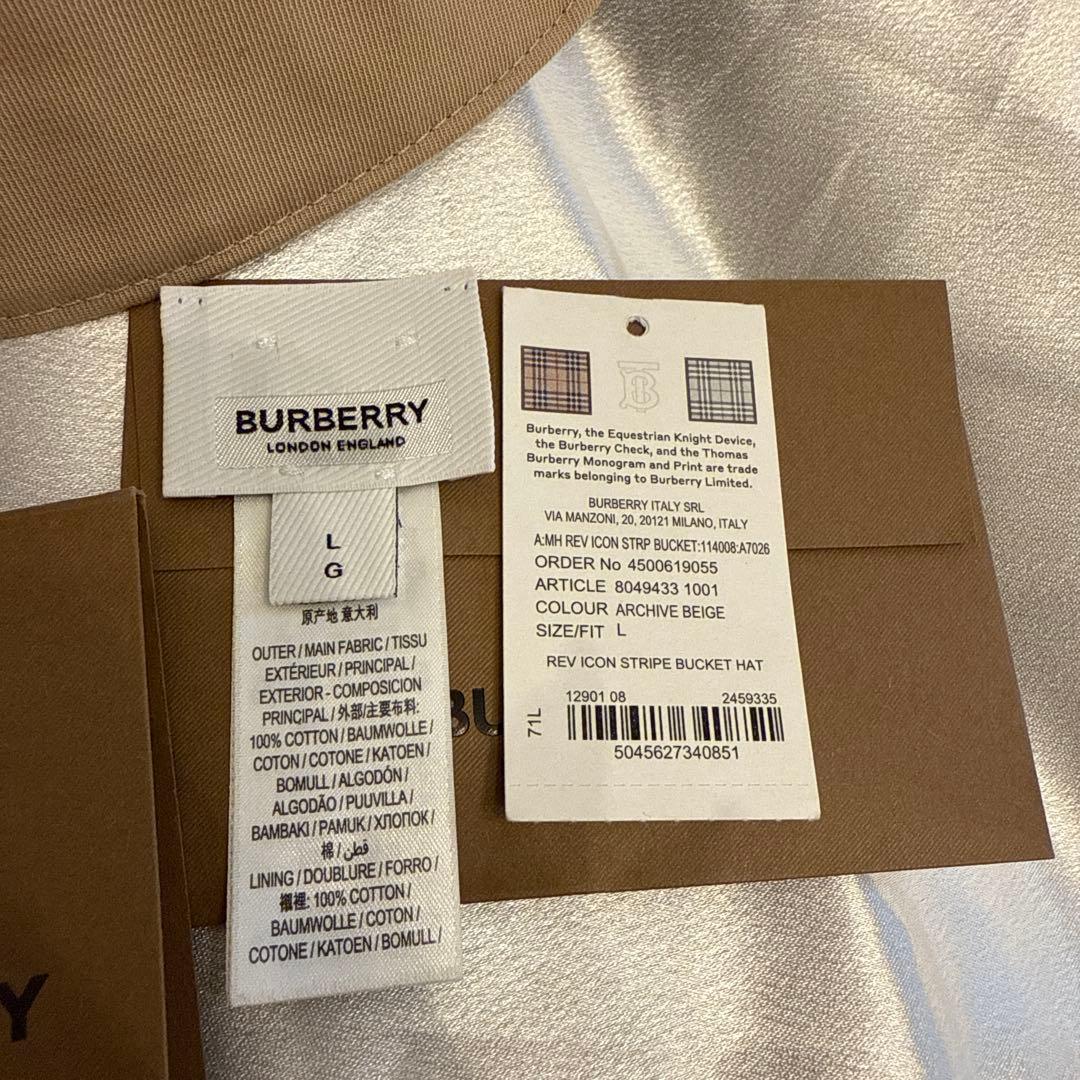 BURBERRY
LONDON ENGLAND
L
G
原产地 意大利
OUTER / MAIN FABRIC / TISSU
EXTÉRIEUR / PRINCIPAL /
EXTERIOR - COMPOSICION
PRINCIPAL / 外部/主要布料:
100% COTTON / BAUMWOLLE /
COTON / COTONE / KATOEN /
BOMULL / ALGODÓN /
ALGODÃO / PUUVILLA /
BAMBAKI / PAMUK / ХЛОПОК /
棉 / قطن /
LINING / DOUBLURE / FORRO /
襯裡: 100% COTTON /
BAUMWOLLE / COTON /
COTONE / KATOEN / BOMULL /
Burberry, the Equestrian Knight Device,
the Burberry Check, and the Thomas
Burberry Monogram and Print are trade
marks belonging to Burberry Limited.
BURBERRY ITALY SRL
VIA MANZONI, 20, 20121 MILANO, ITALY
A:MH REV ICON STRP BUCKET:114008:A7026
ORDER No 4500619055
ARTICLE 8049433 1001
COLOUR ARCHIVE BEIGE
SIZE/FIT L
REV ICON STRIPE BUCKET HAT
12901 08 2459335
71L
5045627340851
BU
Y